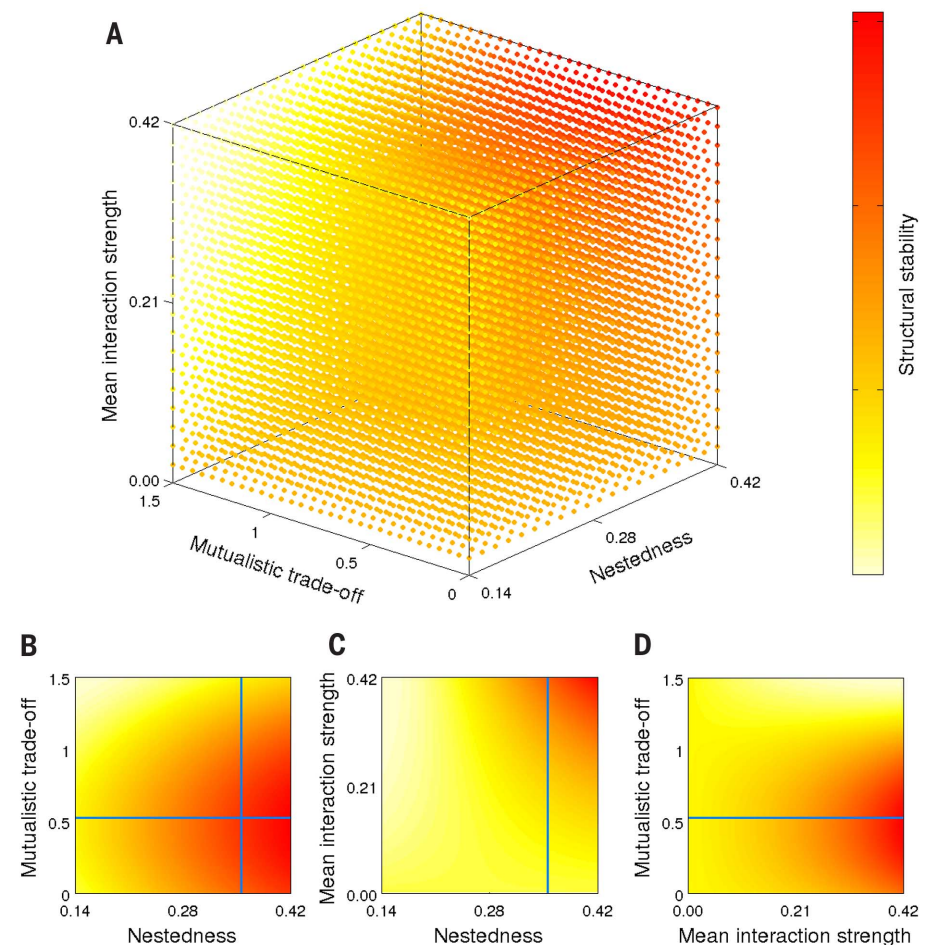 A
0.42
0.21
0.00
Mean interaction strength
1.5
1
0.5
0
Mutualistic trade-off
0.14
0.28
0.42
Nestedness
Structural stability
B
1.5
1
0.5
0
Mutualistic trade-off
0.14 0.28 0.42
Nestedness
C
0.42
0.21
0.00
Mean interaction strength
0.14 0.28 0.42
Nestedness
D
1.5
1
0.5
0
Mutualistic trade-off
0.00 0.21 0.42
Mean interaction strength